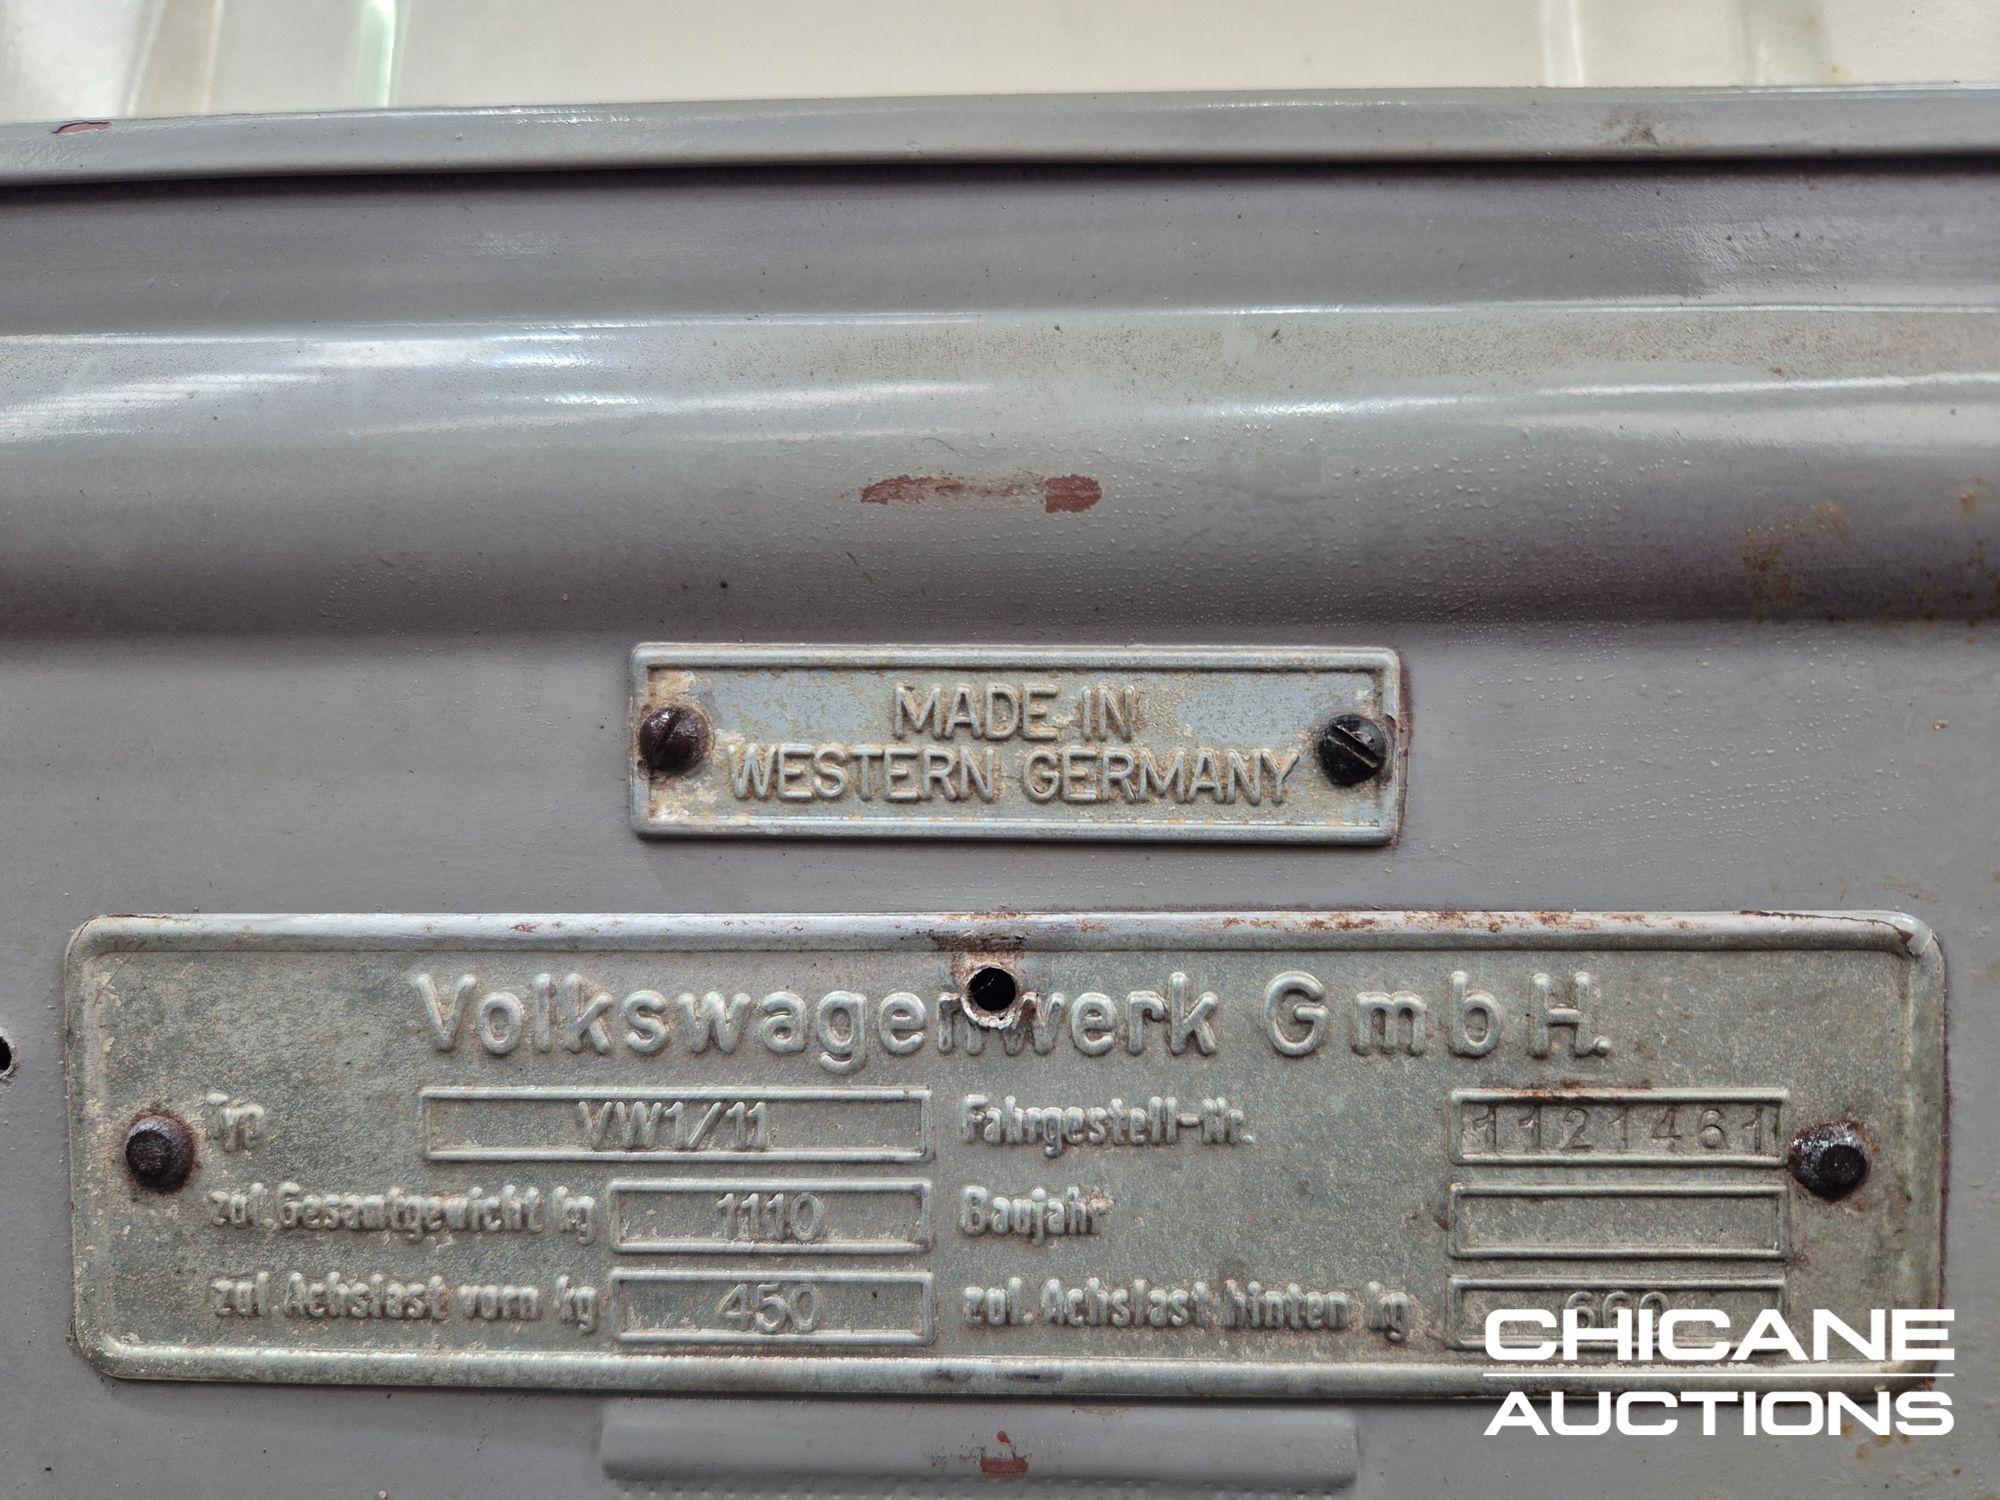 MADE IN
WESTERN GERMANY
Volkswagenwerk GmbH.
Typ VW1/11 Fahrgestell-Nr. 1121461
zul. Gesamtgewicht kg 1110 Baujahr
zul. Achslast vorn kg 450 zul. Achslast hinten kg 660
CHICANE
AUCTIONS